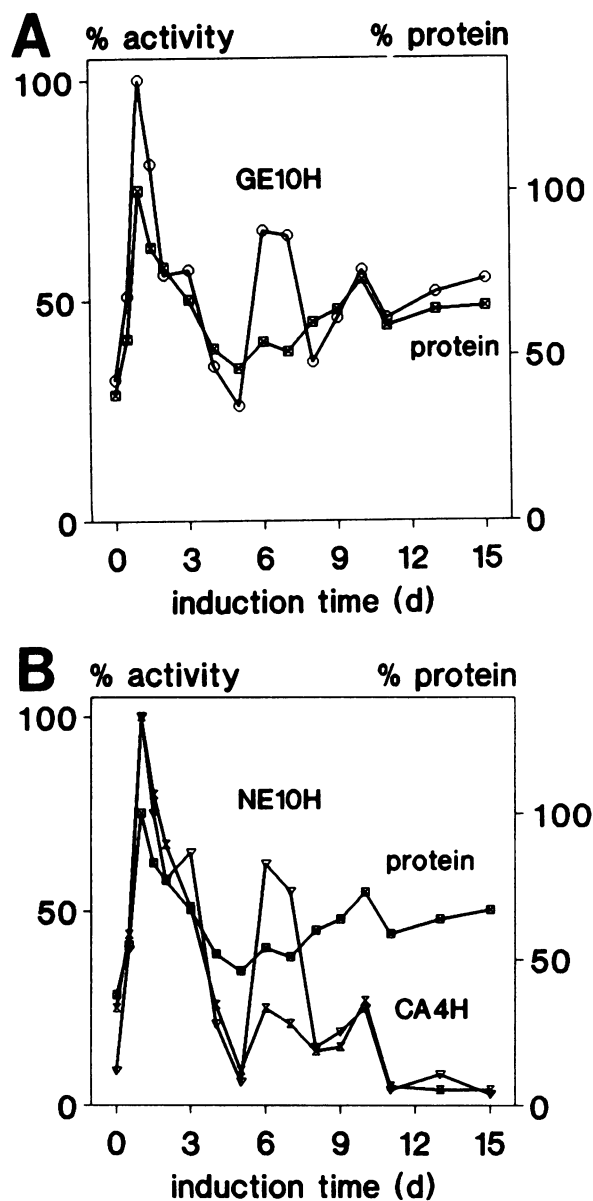 A
% activity % protein
100
GE10H
100
50
protein
50
0
0
0 3 6 9 12 15
induction time (d)
B
% activity % protein
100
NE10H
100
protein
50
50
CA4H
0
0
0 3 6 9 12 15
induction time (d)